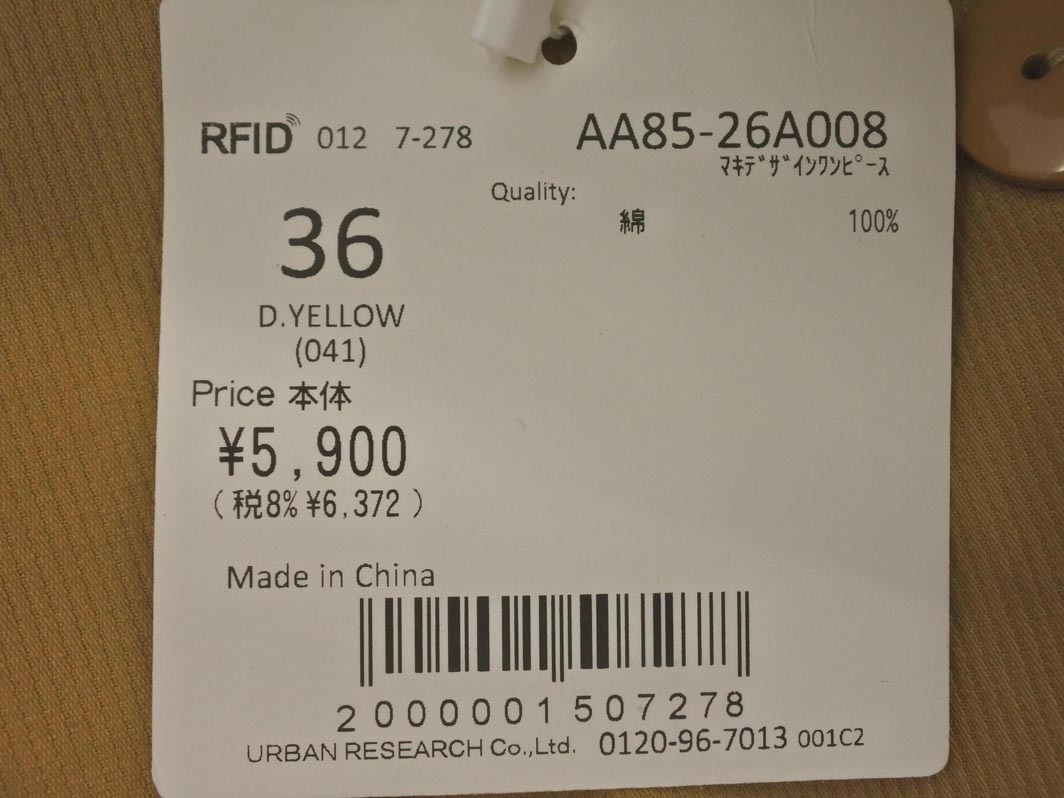 RFID 012 7-278 AA85-26A008
ﾏｷﾃﾞｻﾞｲﾝﾜﾝﾋﾟｰｽ
Quality:
綿 100%
36
D.YELLOW
(041)
Price 本体
¥5,900
(税8% ¥6,372)
Made in China
2000001507278
URBAN RESEARCH Co.,Ltd. 0120-96-7013 001C2